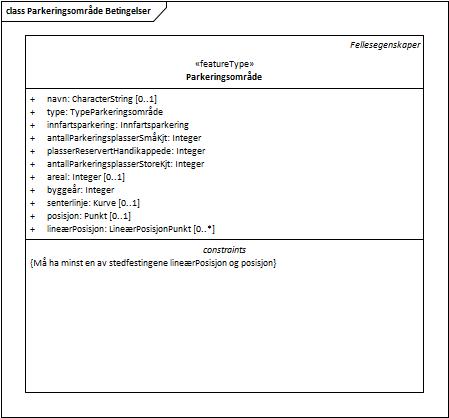 class Parkeringsområde Betingelser
Fellesegenskaper
«featureType»
Parkeringsområde
+ navn: CharacterString [0..1]
+ type: TypeParkeringsområde
+ innfartsparkering: Innfartsparkering
+ antallParkeringsplasserSmåKjt: Integer
+ plasserReservertHandikappede: Integer
+ antallParkeringsplasserStoreKjt: Integer
+ areal: Integer [0..1]
+ byggeår: Integer
+ senterlinje: Kurve [0..1]
+ posisjon: Punkt [0..1]
+ lineærPosisjon: LineærPosisjonPunkt [0..*]
constraints
{Må ha minst en av stedfestingene lineærPosisjon og posisjon}